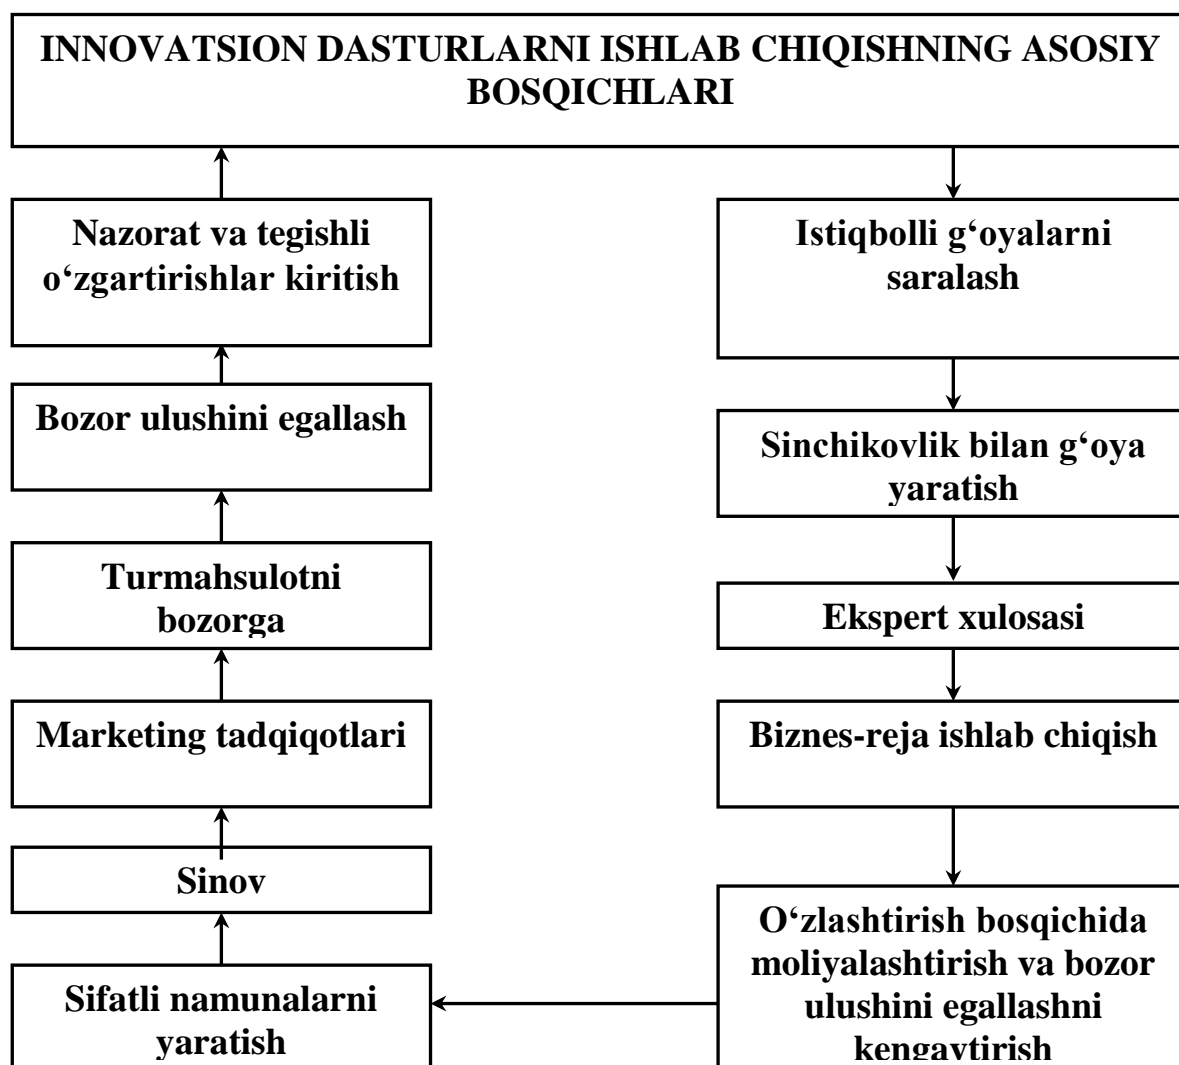 INNOVATSION DASTURLARNI ISHLAB CHIQISHNING ASOSIY
BOSQICHLARI
Nazorat va tegishli
o‘zgartirishlar kiritish
Istiqbolli g‘oyalarni
saralash
Bozor ulushini egallash
Sinchikovlik bilan g‘oya
yaratish
Turmahsulotni
bozorga
Ekspert xulosasi
Marketing tadqiqotlari
Biznes-reja ishlab chiqish
Sinov
O‘zlashtirish bosqichida
moliyalashtirish va bozor
ulushini egallashni
kengaytirish
Sifatli namunalarni
yaratish